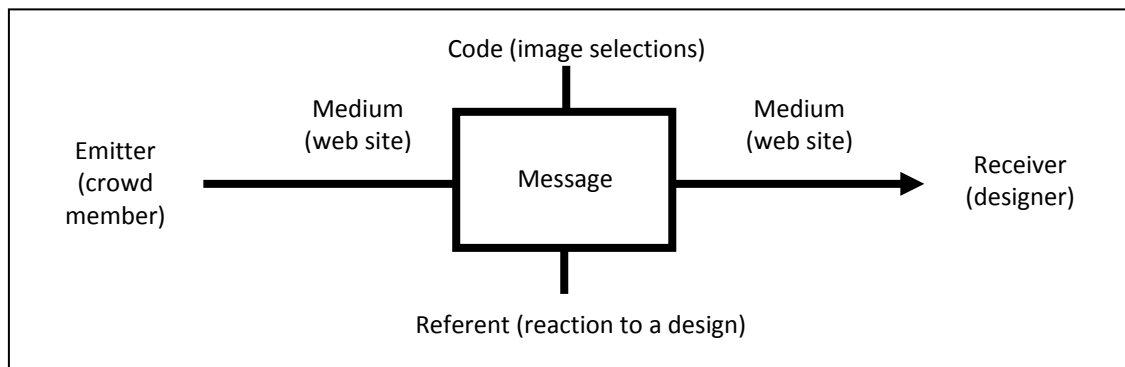 Code (image selections)
Medium
(web site)
Medium
(web site)
Emitter
(crowd
member)
Message
Receiver
(designer)
Referent (reaction to a design)